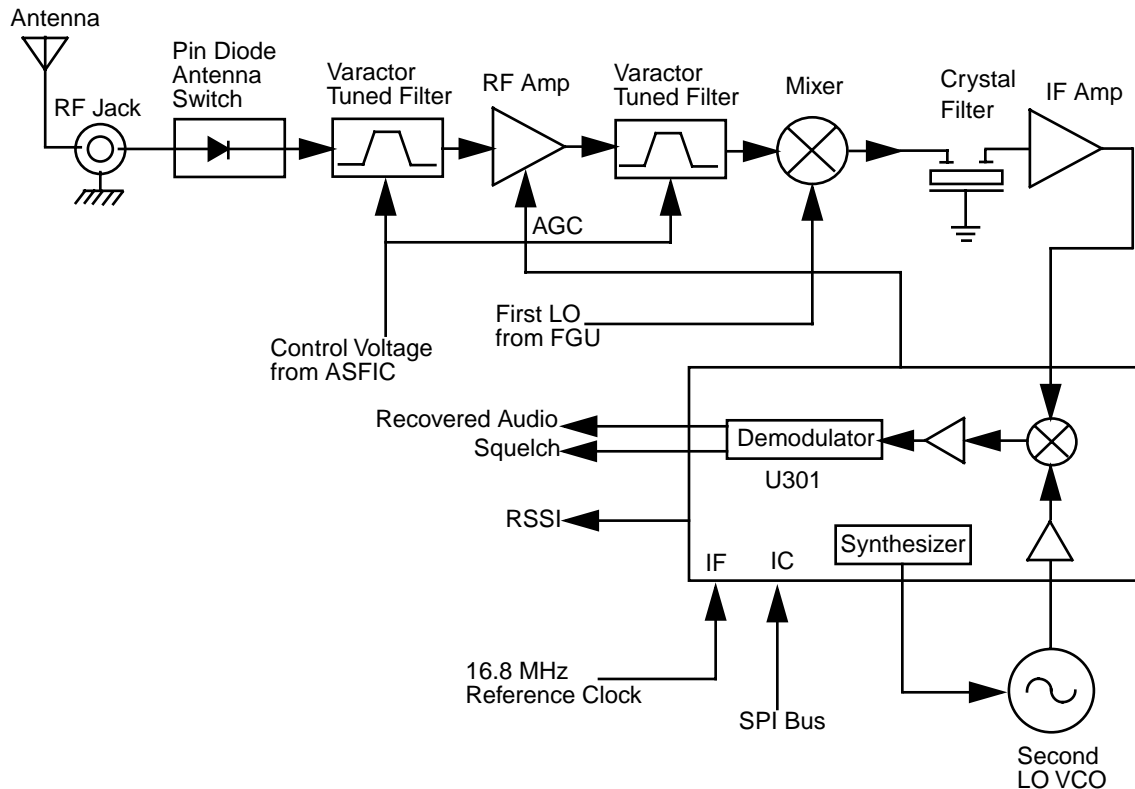 Antenna
Pin Diode
Antenna
Switch
RF Jack
Varactor
Tuned Filter
RF Amp
Varactor
Tuned Filter
Mixer
Crystal
Filter
IF Amp
AGC
First LO
from FGU
Control Voltage
from ASFIC
Recovered Audio
Squelch
Demodulator
U301
RSSI
Synthesizer
IF
IC
16.8 MHz
Reference Clock
SPI Bus
Second
LO VCO